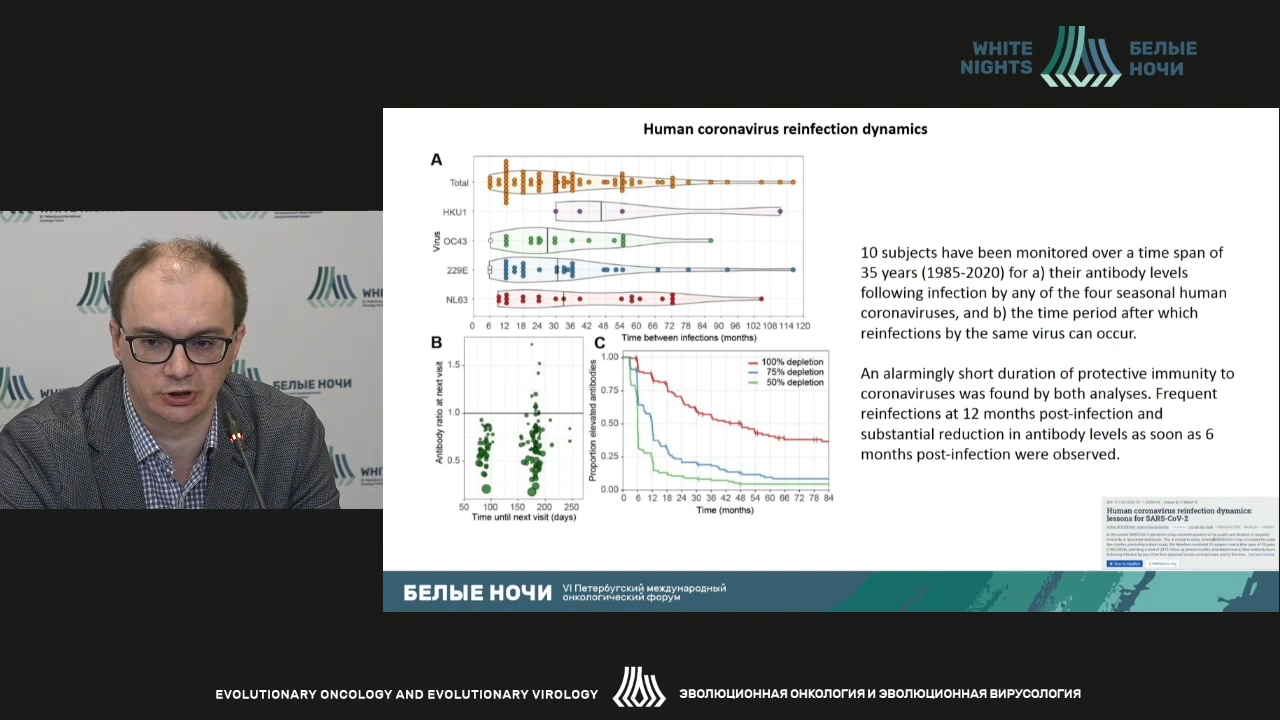 WHITE
NIGHTS
БЕЛЫЕ
НОЧИ
Human coronavirus reinfection dynamics
A
Virus
Total
HKU1
OC43
229E
NL63
0 6 12 18 24 30 36 42 48 54 60 66 72 78 84 90 96 102 108 114 120
Time between infections (months)
B
Antibody ratio at next visit
1.5
1.0
0.5
50 100 150 200 250
Time until next visit (days)
C
Proportion elevated antibodies
1.00
0.75
0.50
0.25
0.00
100% depletion
75% depletion
50% depletion
0 6 12 18 24 30 36 42 48 54 60 66 72 78 84
Time (months)
10 subjects have been monitored over a time span of
35 years (1985-2020) for a) their antibody levels
following infection by any of the four seasonal human
coronaviruses, and b) the time period after which
reinfections by the same virus can occur.
An alarmingly short duration of protective immunity to
coronaviruses was found by both analyses. Frequent
reinfections at 12 months post-infection and
substantial reduction in antibody levels as soon as 6
months post-infection were observed.
Human coronavirus reinfection dynamics:
lessons for SARS-CoV-2
БЕЛЫЕ НОЧИ
VI Петербургский международный
онкологический форум
WHITE
БЕЛЫЕ НОЧИ
WHITE
EVOLUTIONARY ONCOLOGY AND EVOLUTIONARY VIROLOGY
ЭВОЛЮЦИОННАЯ ОНКОЛОГИЯ И ЭВОЛЮЦИОННАЯ ВИРУСОЛОГИЯ